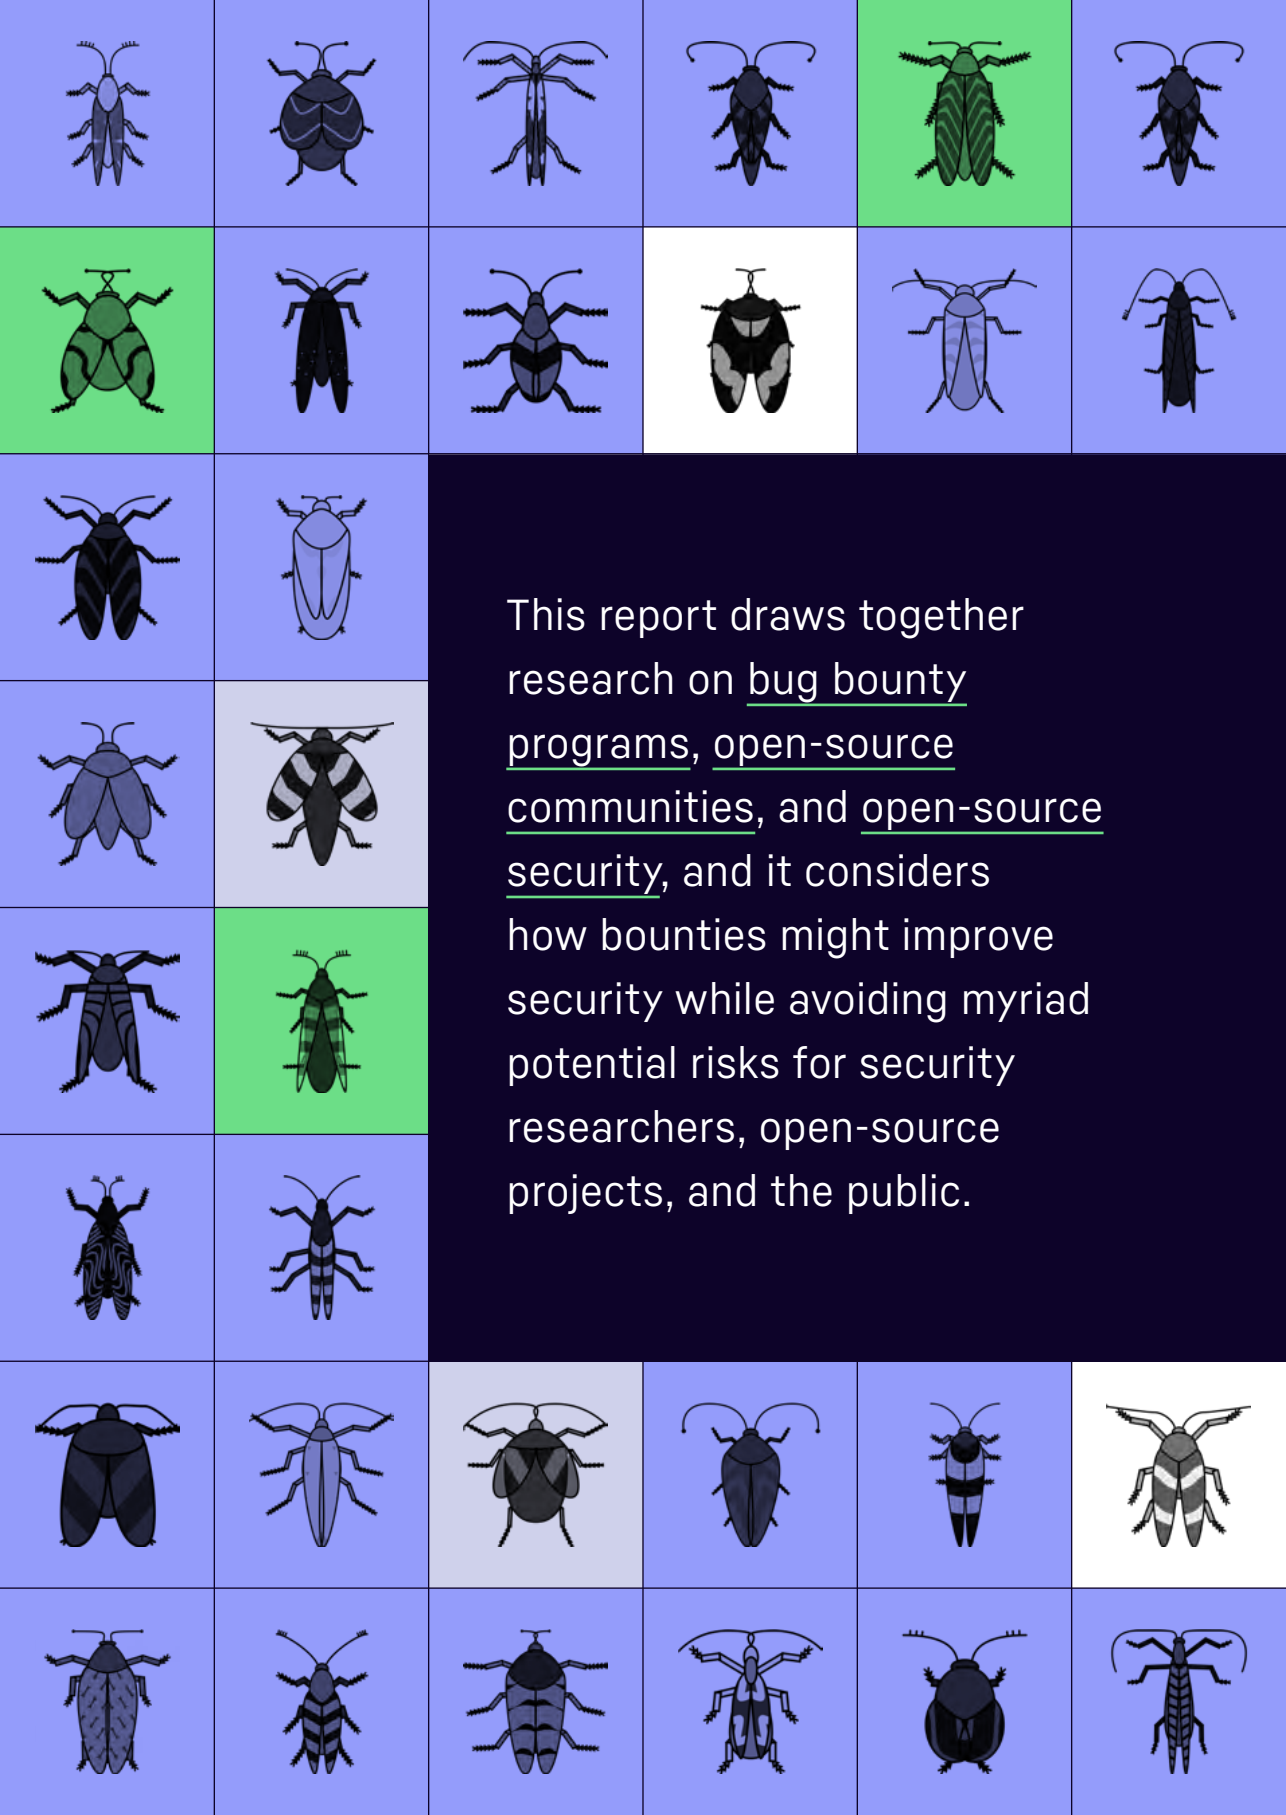 This report draws together
research on bug bounty
programs, open-source
communities, and open-source
security, and it considers
how bounties might improve
security while avoiding myriad
potential risks for security
researchers, open-source
projects, and the public.